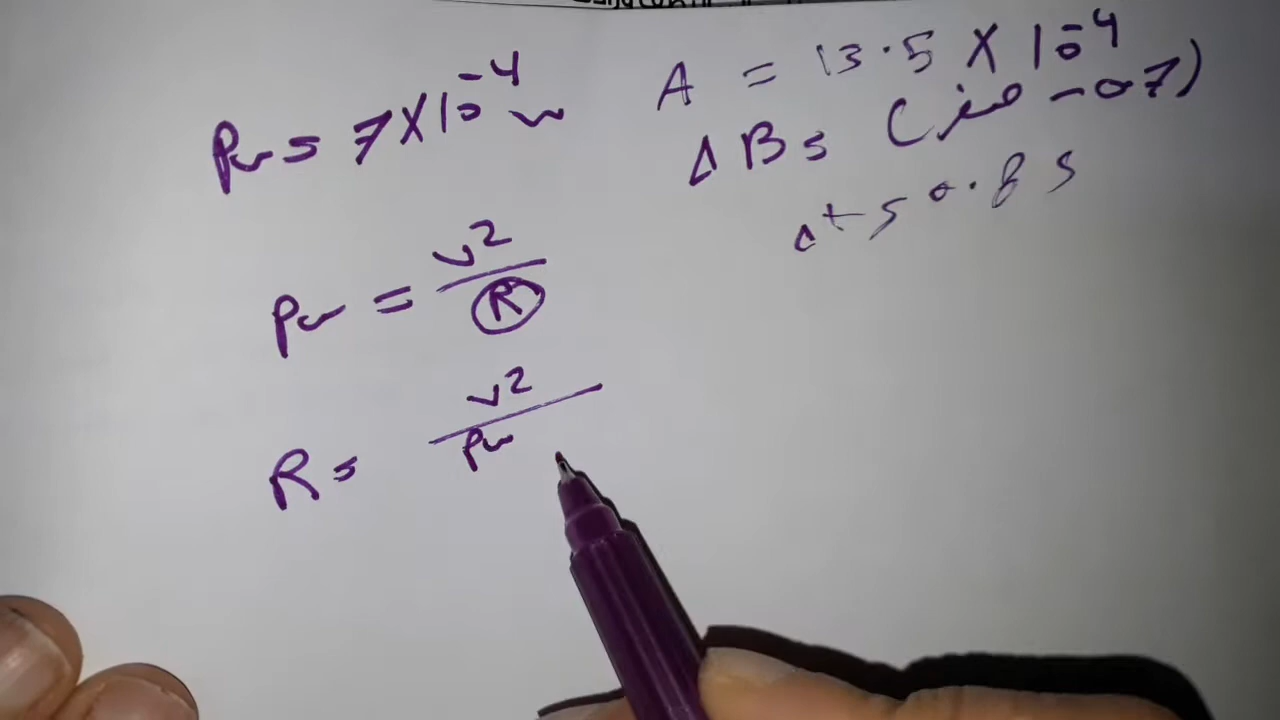 Pw = 7 × 10⁻⁴ w
A = 13.5 × 10⁻⁴
ΔB = ( صفر - 0.7)
Δt = 0.8 s
Pw = V² / R
R = V² / Pw